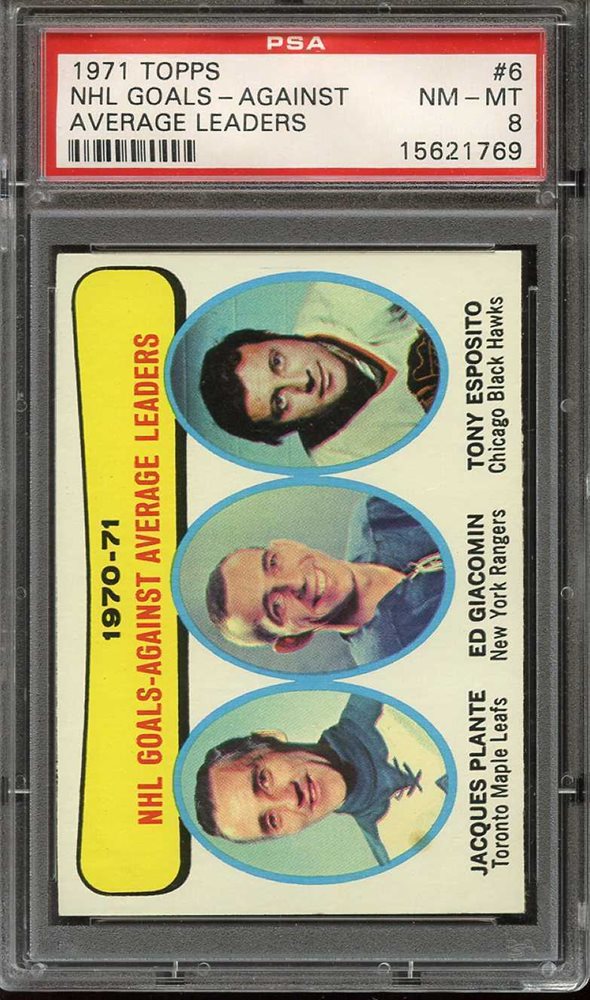 PSA
1971 TOPPS #6
NHL GOALS-AGAINST NM-MT
AVERAGE LEADERS 8
15621769
1970-71
NHL GOALS-AGAINST AVERAGE LEADERS
JACQUES PLANTE
Toronto Maple Leafs
ED GIACOMIN
New York Rangers
TONY ESPOSITO
Chicago Black Hawks